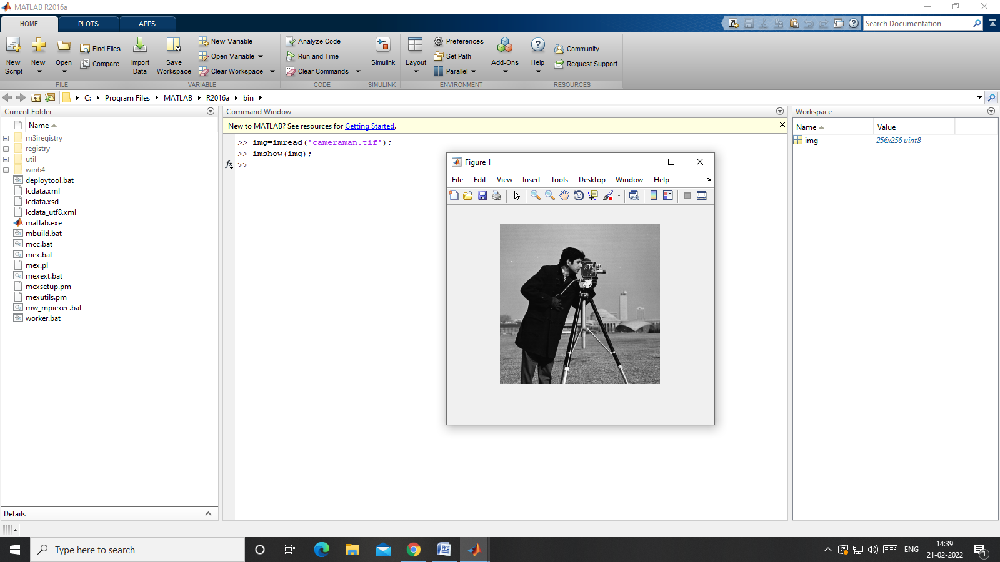 MATLAB R2016a
HOME PLOTS APPS
Search Documentation
New Script
New
Open
Find Files
Compare
FILE
Import Data
Save Workspace
New Variable
Open Variable
Clear Workspace
VARIABLE
Analyze Code
Run and Time
Clear Commands
CODE
Simulink
SIMULINK
Layout
Preferences
Set Path
Parallel
ENVIRONMENT
Add-Ons
Help
Community
Request Support
RESOURCES
C: Program Files MATLAB R2016a bin
Current Folder
Name
m3iregistry
registry
util
win64
deploytool.bat
lcdata.xml
lcdata.xsd
lcdata_utf8.xml
matlab.exe
mbuild.bat
mcc.bat
mex.bat
mex.pl
mexext.bat
mexsetup.pm
mexutils.pm
mw_mpiexec.bat
worker.bat
Details
Command Window
New to MATLAB? See resources for Getting Started.
>> img=imread('cameraman.tif');
>> imshow(img);
fx >>
Figure 1
File Edit View Insert Tools Desktop Window Help
Workspace
Name Value
img 256x256 uint8
Type here to search
ENG
14:39
21-02-2022
1